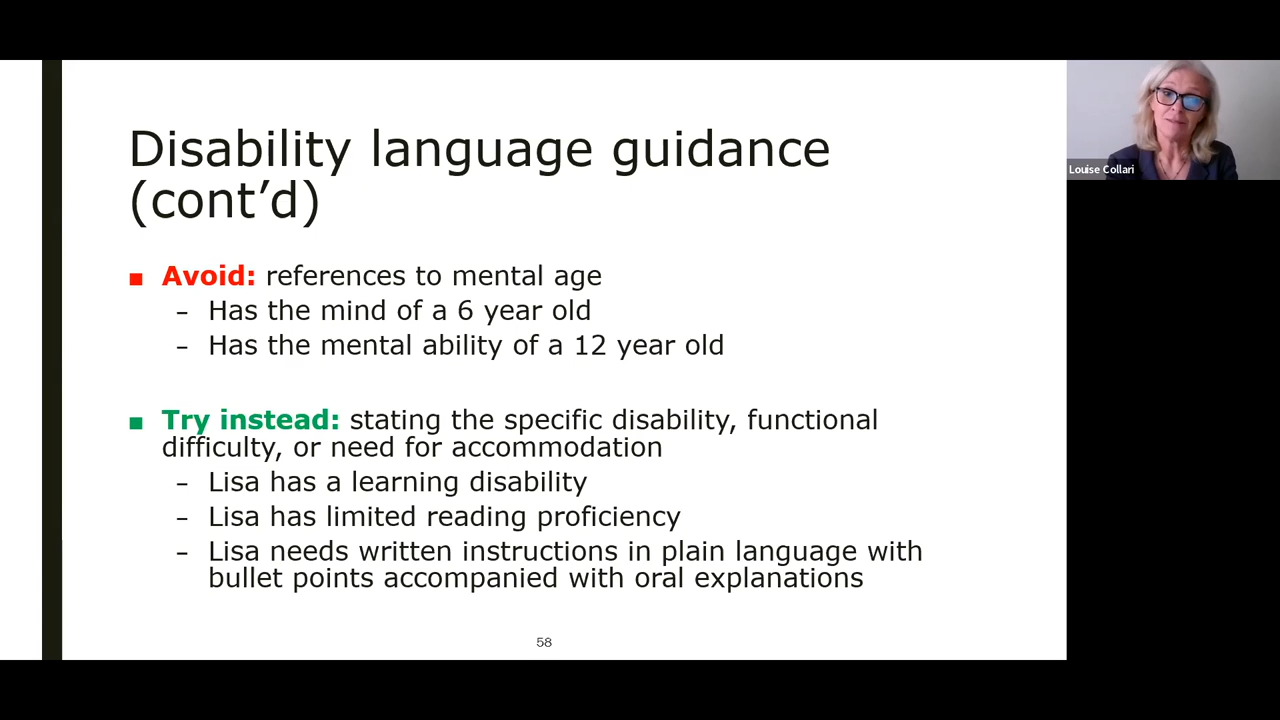 Disability language guidance
(cont’d)
■ Avoid: references to mental age
– Has the mind of a 6 year old
– Has the mental ability of a 12 year old
■ Try instead: stating the specific disability, functional
difficulty, or need for accommodation
– Lisa has a learning disability
– Lisa has limited reading proficiency
– Lisa needs written instructions in plain language with
bullet points accompanied with oral explanations
58
Louise Collari